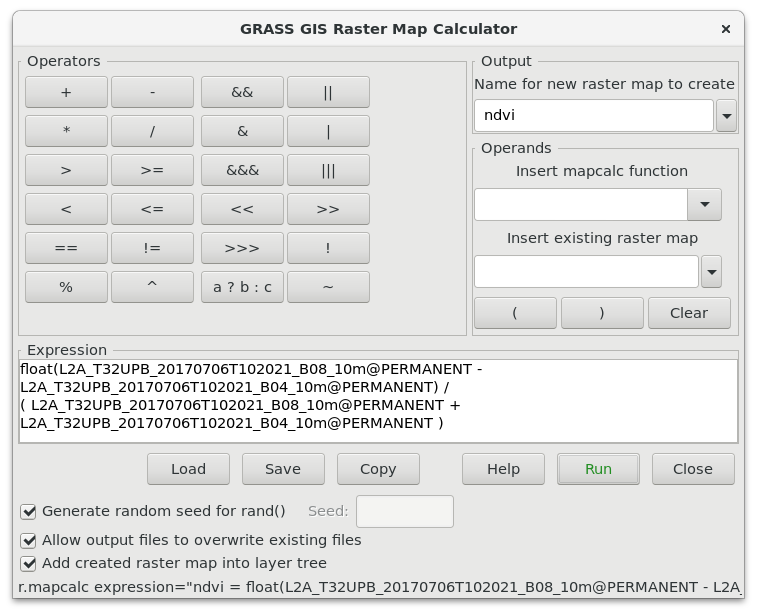 GRASS GIS Raster Map Calculator ×
Operators
+ - && ||
* / & |
> >= &&& |||
< <= << >>
== != >>> !
% ^ a ? b : c ~
Output
Name for new raster map to create
ndvi
Operands
Insert mapcalc function
Insert existing raster map
( ) Clear
Expression
float(L2A_T32UPB_20170706T102021_B08_10m@PERMANENT -
L2A_T32UPB_20170706T102021_B04_10m@PERMANENT) /
( L2A_T32UPB_20170706T102021_B08_10m@PERMANENT +
L2A_T32UPB_20170706T102021_B04_10m@PERMANENT )
Load Save Copy Help Run Close
Generate random seed for rand() Seed:
Allow output files to overwrite existing files
Add created raster map into layer tree
r.mapcalc expression="ndvi = float(L2A_T32UPB_20170706T102021_B08_10m@PERMANENT - L2A_